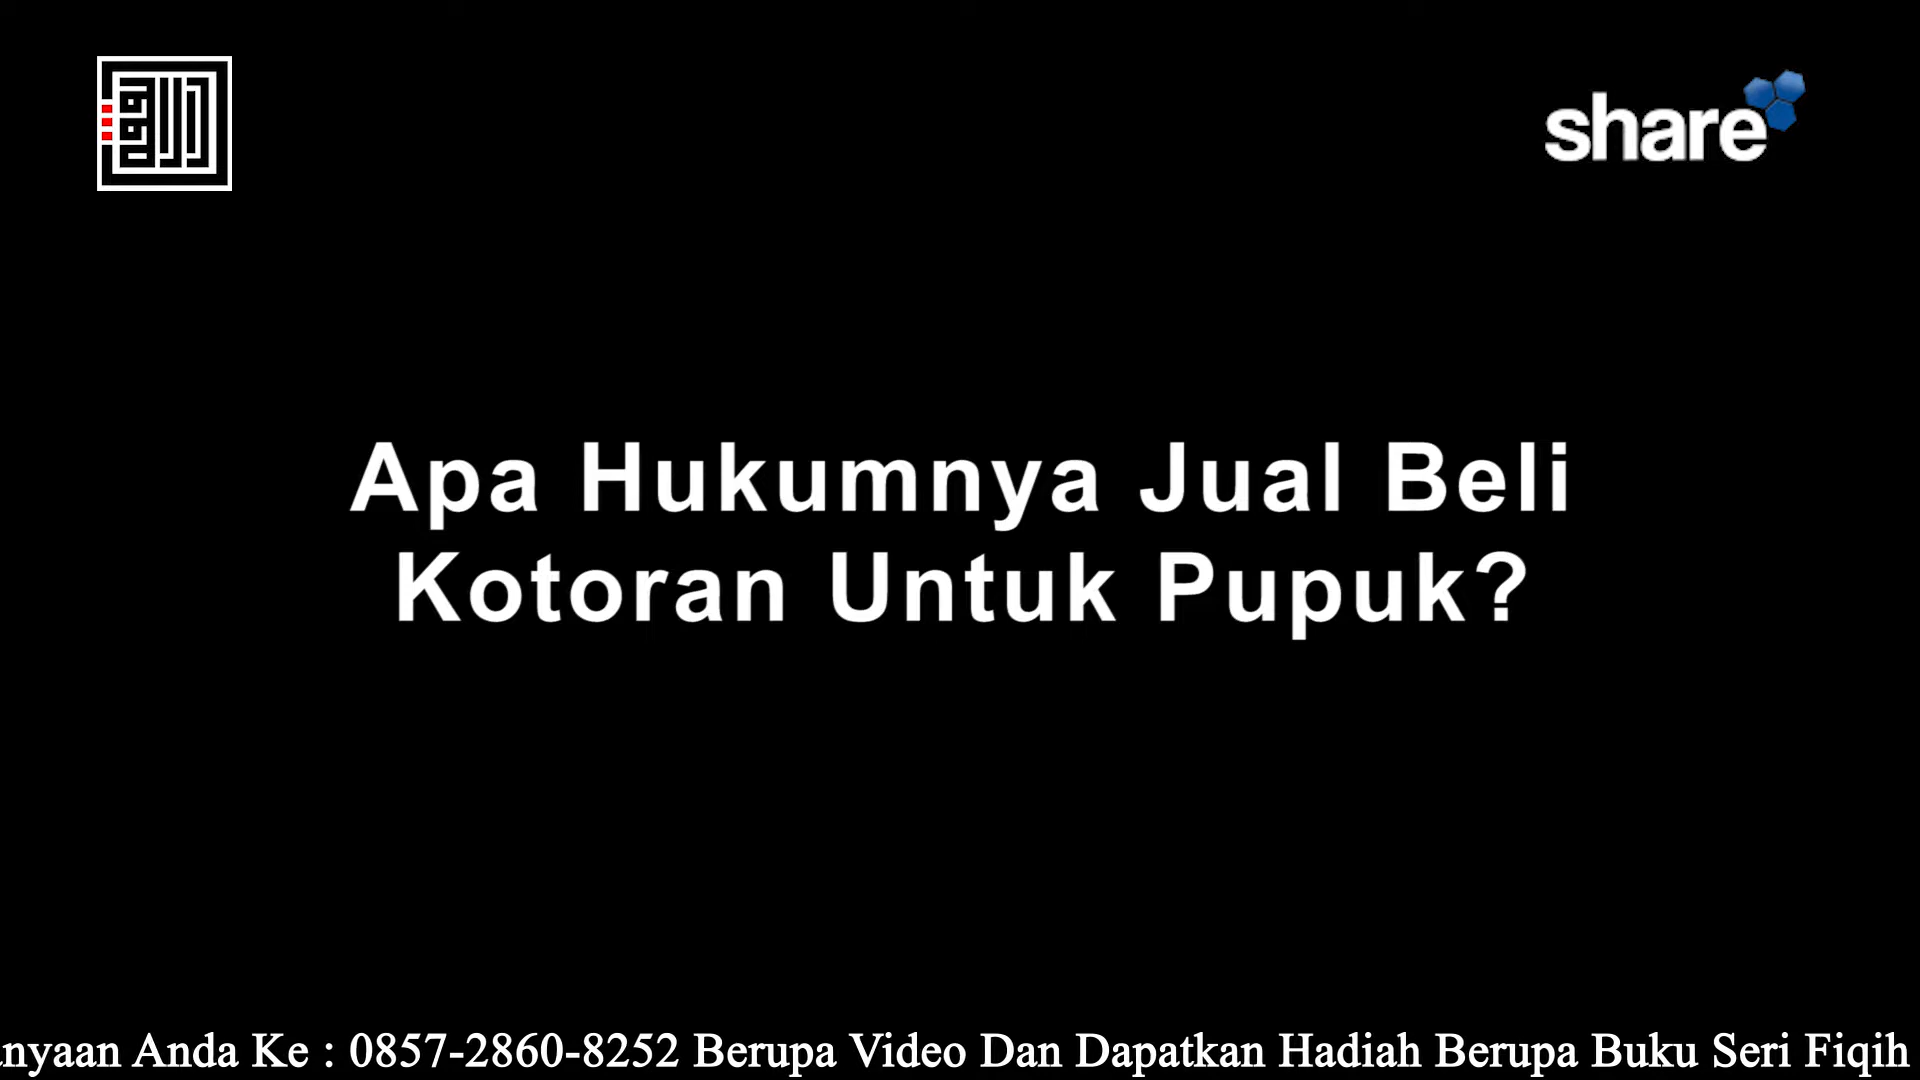 share
Apa Hukumnya Jual Beli
Kotoran Untuk Pupuk?
nyaan Anda Ke : 0857-2860-8252 Berupa Video Dan Dapatkan Hadiah Berupa Buku Seri Fiqih